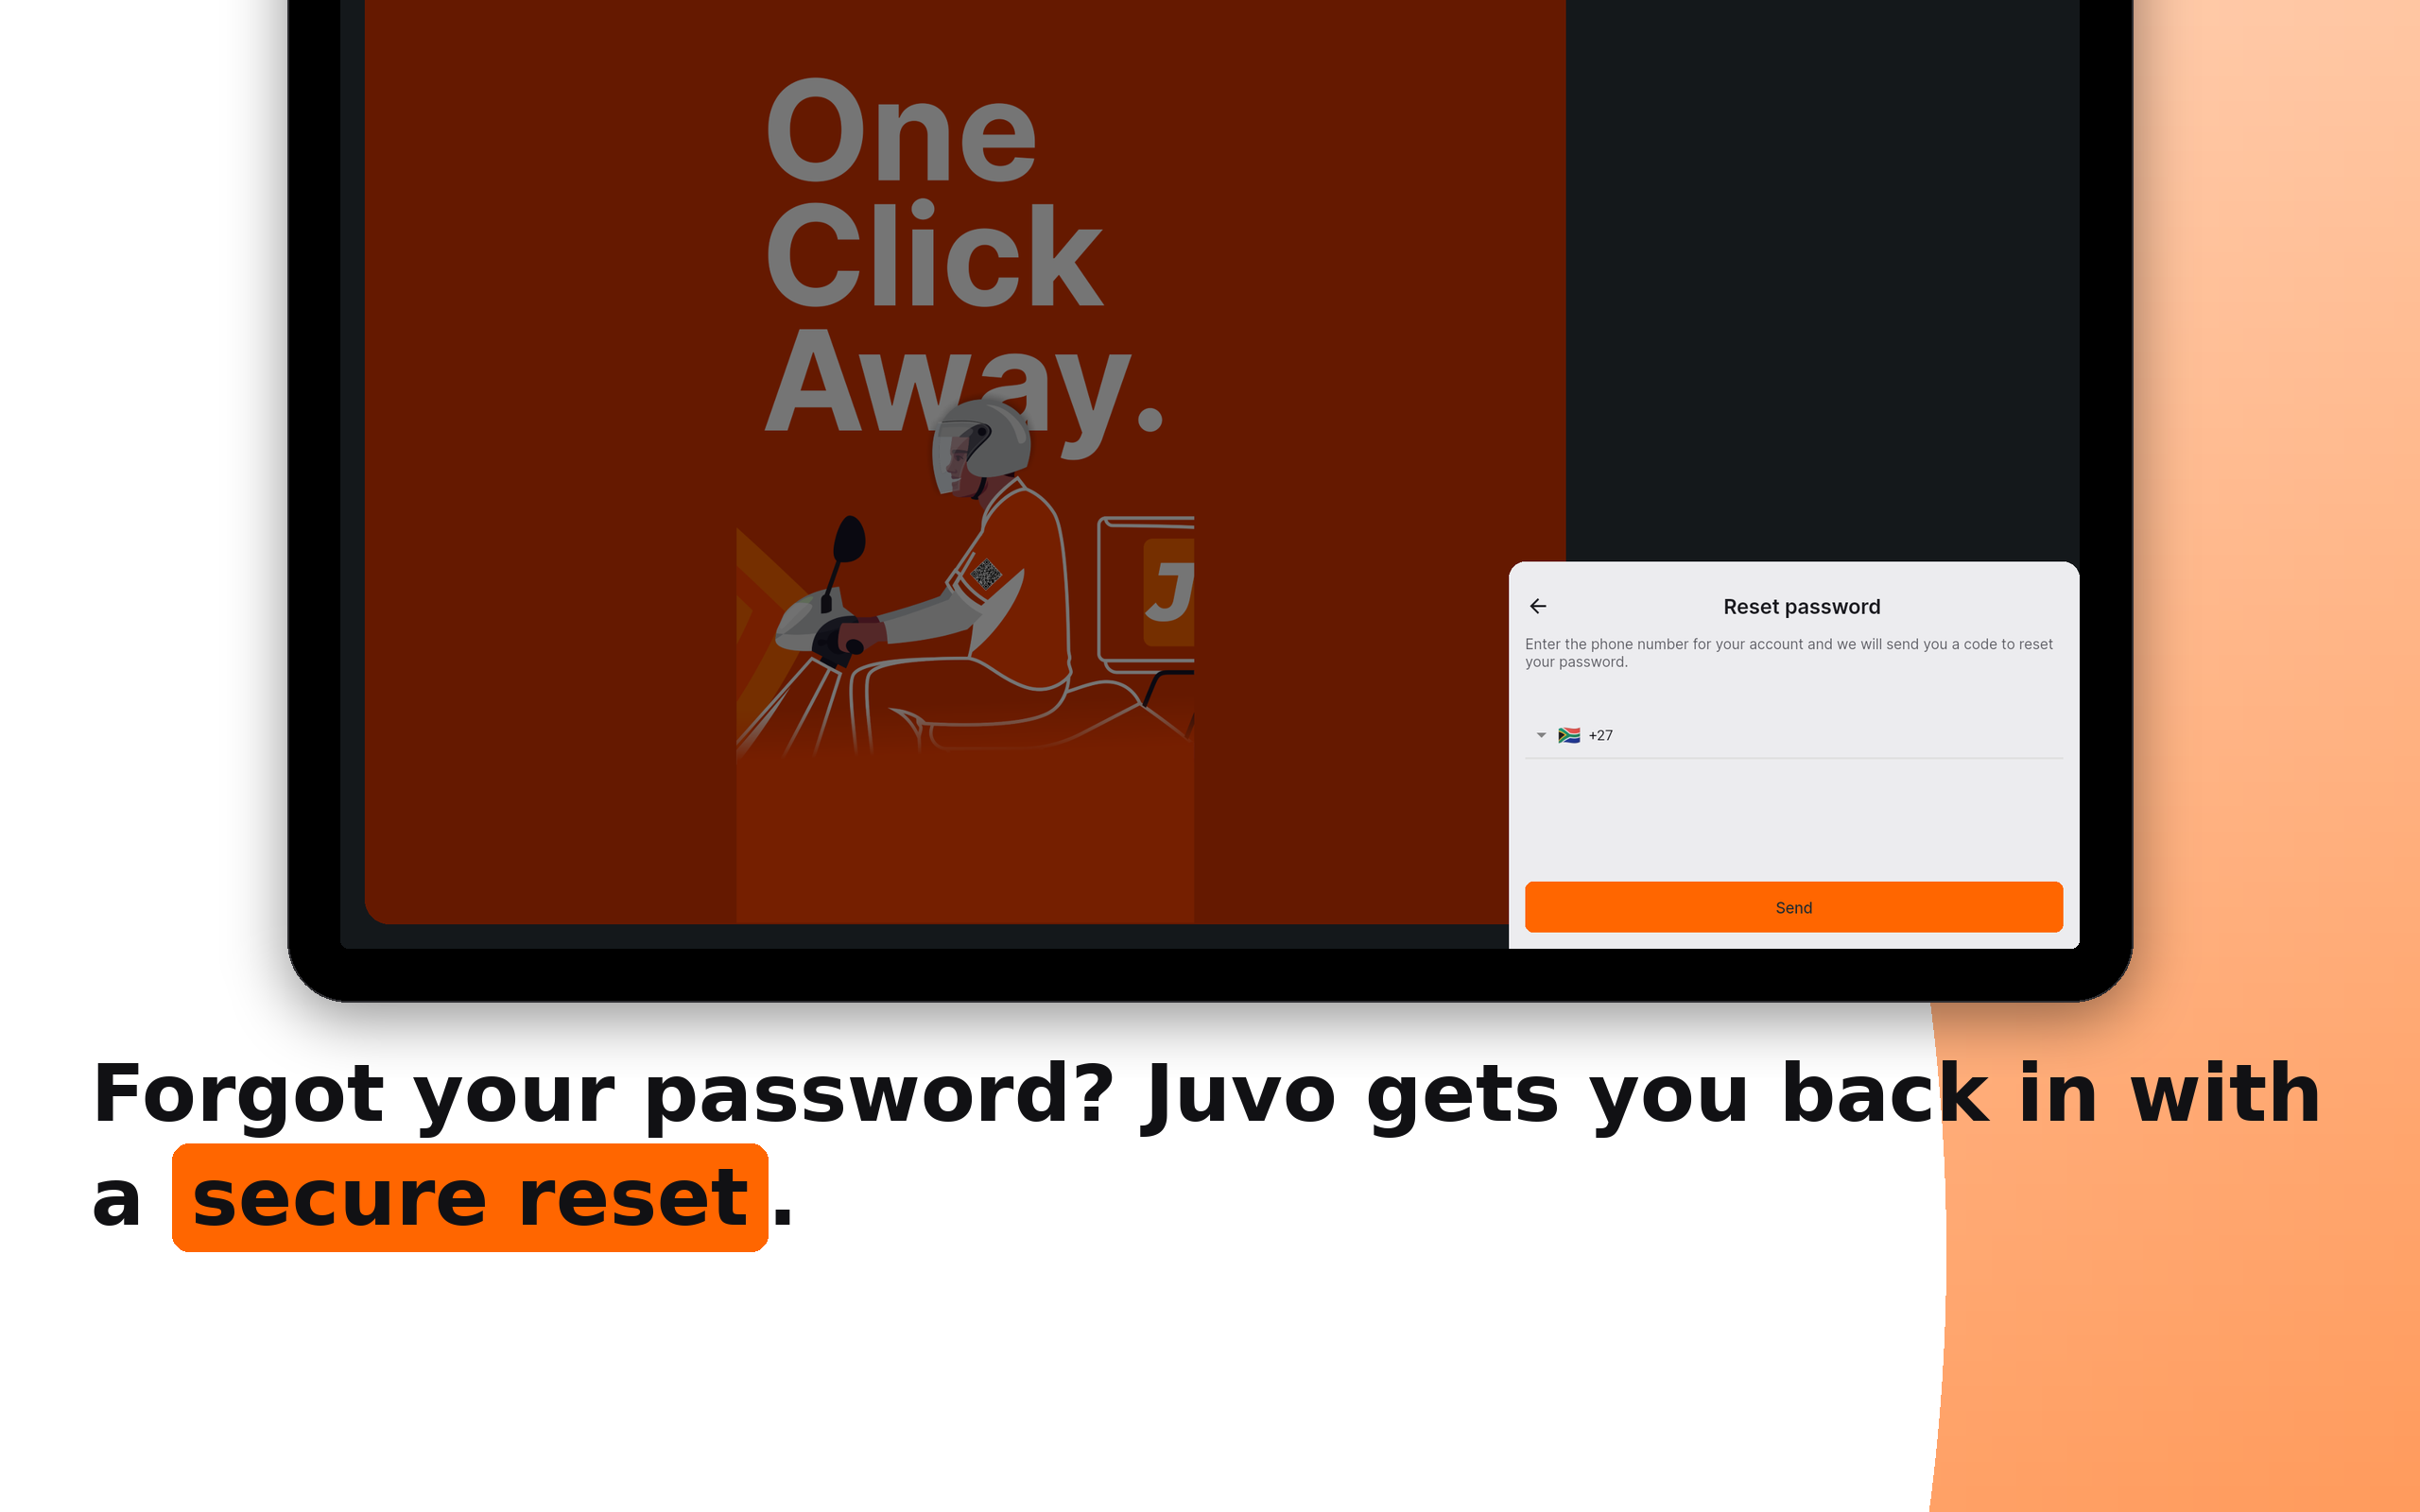 One
Click
Away.
J
Reset password
Enter the phone number for your account and we will send you a code to reset
your password.
+27
Send
Forgot your password? Juvo gets you back in with
a secure reset.